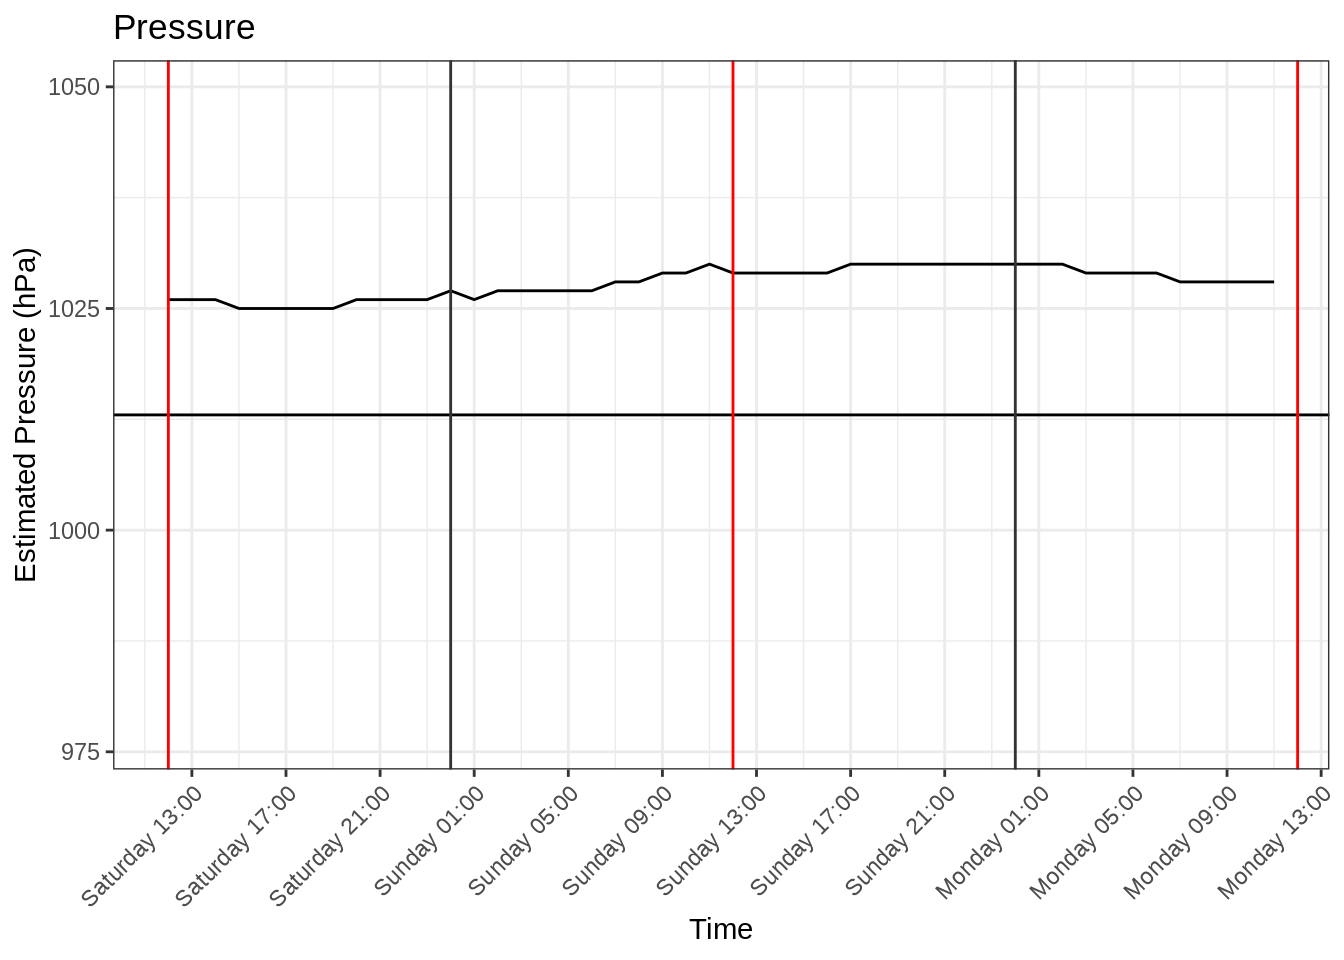 Pressure
Estimated Pressure (hPa)
1050
1025
1000
975
Saturday 13:00
Saturday 17:00
Saturday 21:00
Sunday 01:00
Sunday 05:00
Sunday 09:00
Sunday 13:00
Sunday 17:00
Sunday 21:00
Monday 01:00
Monday 05:00
Monday 09:00
Monday 13:00
Time